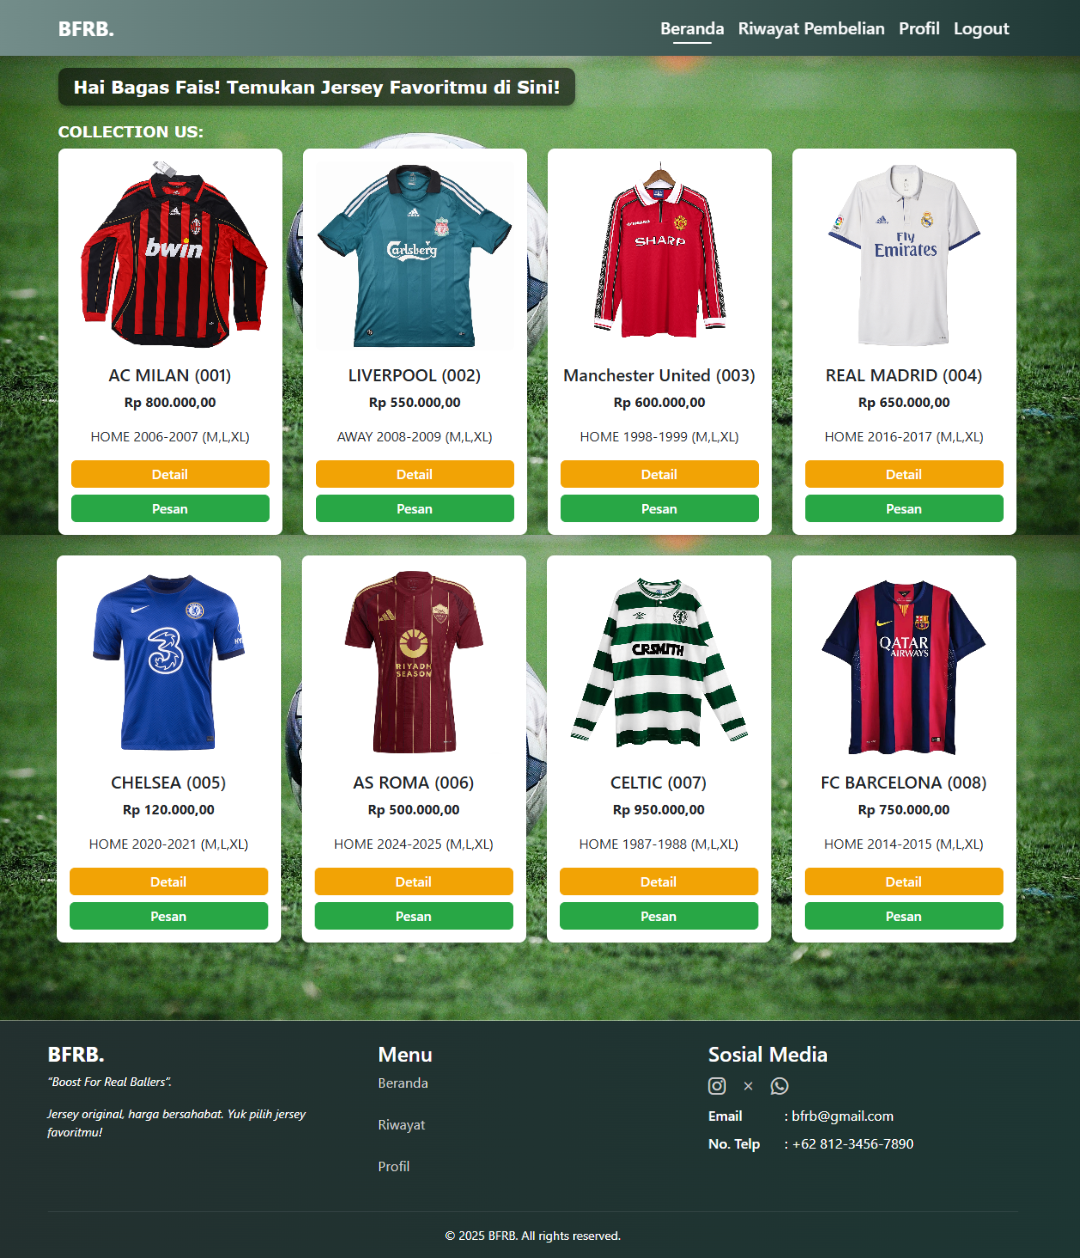 BFRB.
Beranda Riwayat Pembelian Profil Logout
Hai Bagas Fais! Temukan Jersey Favoritmu di Sini!
COLLECTION US:
bwin
Carlsberg
SHARP
Fly
Emirates
AC MILAN (001)
LIVERPOOL (002)
Manchester United (003)
REAL MADRID (004)
Rp 800.000,00
Rp 550.000,00
Rp 600.000,00
Rp 650.000,00
HOME 2006-2007 (M,L,XL)
AWAY 2008-2009 (M,L,XL)
HOME 1998-1999 (M,L,XL)
HOME 2016-2017 (M,L,XL)
Detail
Detail
Detail
Detail
Pesan
Pesan
Pesan
Pesan
3
RIYADH
SEASON
CR SMITH
QATAR
AIRWAYS
CHELSEA (005)
AS ROMA (006)
CELTIC (007)
FC BARCELONA (008)
Rp 120.000,00
Rp 500.000,00
Rp 950.000,00
Rp 750.000,00
HOME 2020-2021 (M,L,XL)
HOME 2024-2025 (M,L,XL)
HOME 1987-1988 (M,L,XL)
HOME 2014-2015 (M,L,XL)
Detail
Detail
Detail
Detail
Pesan
Pesan
Pesan
Pesan
BFRB.
“Boost For Real Ballers”.
Jersey original, harga bersahabat. Yuk pilih jersey
favoritmu!
Menu
Beranda
Riwayat
Profil
Sosial Media
Email : bfrb@gmail.com
No. Telp : +62 812-3456-7890
© 2025 BFRB. All rights reserved.